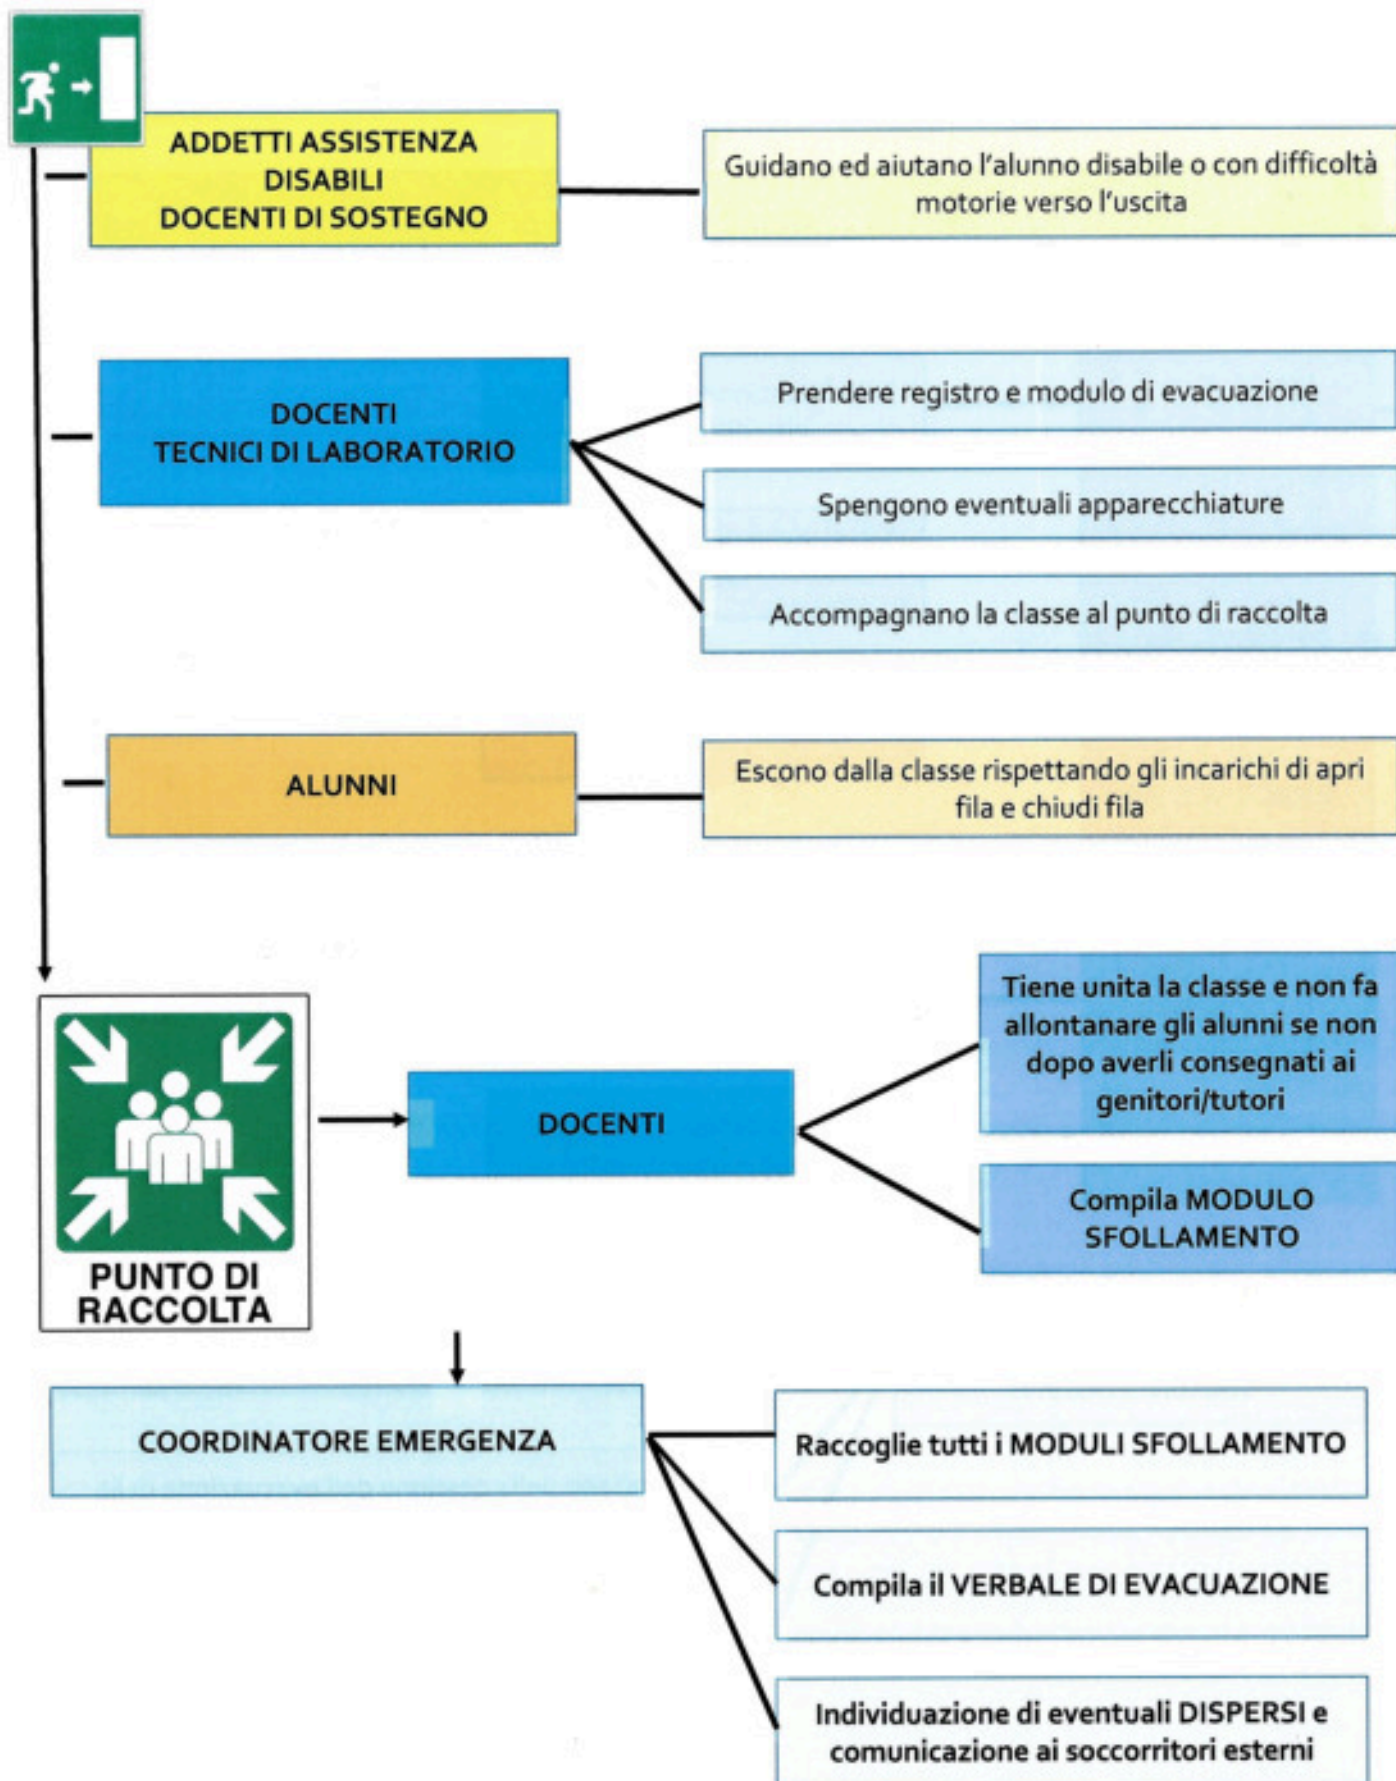 ADDETTI ASSISTENZA
DISABILI
DOCENTI DI SOSTEGNO
Guidano ed aiutano l'alunno disabile o con difficoltà
motorie verso l'uscita
DOCENTI
TECNICI DI LABORATORIO
Prendere registro e modulo di evacuazione
Spengono eventuali apparecchiature
Accompagnano la classe al punto di raccolta
ALUNNI
Escono dalla classe rispettando gli incarichi di apri
fila e chiudi fila
PUNTO DI
RACCOLTA
DOCENTI
Tiene unita la classe e non fa
allontanare gli alunni se non
dopo averli consegnati ai
genitori/tutori
Compila MODULO
SFOLLAMENTO
COORDINATORE EMERGENZA
Raccoglie tutti i MODULI SFOLLAMENTO
Compila il VERBALE DI EVACUAZIONE
Individuazione di eventuali DISPERSI e
comunicazione ai soccorritori esterni